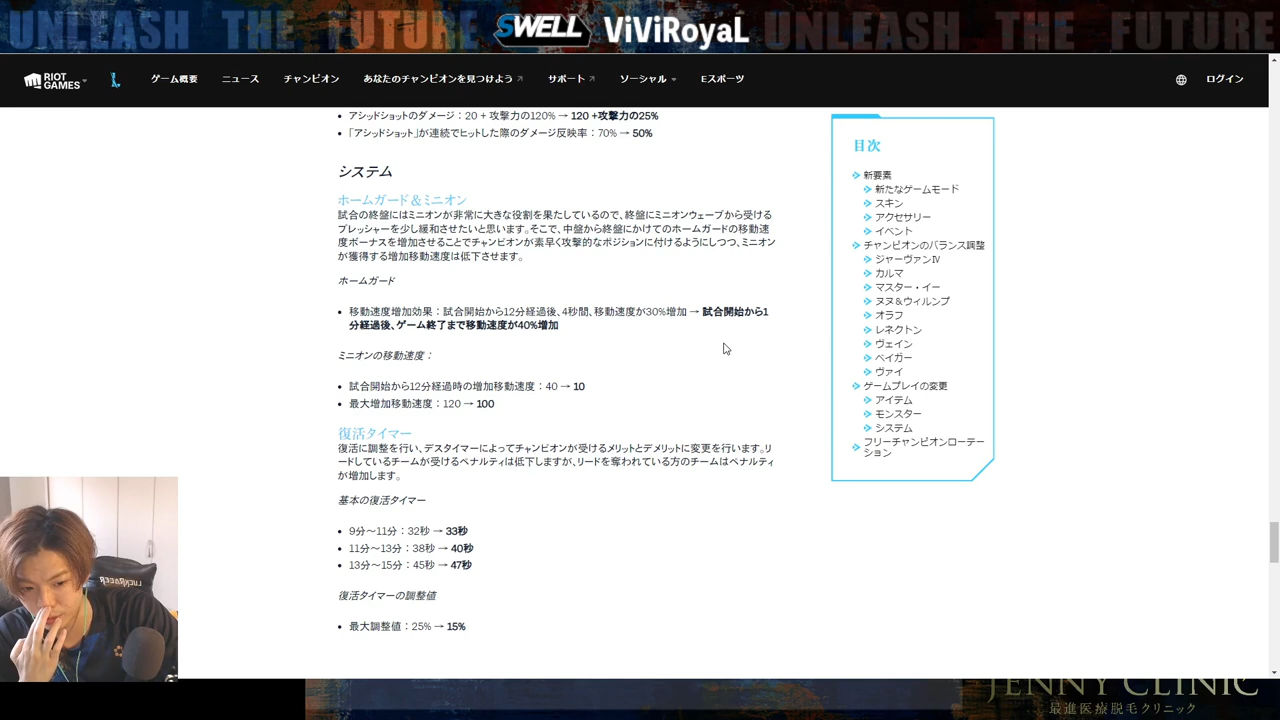 UNLEASH THE FUTURE SWELL ViViRoyaL UNLEASH THE FUTURE
RIOT GAMES ゲーム概要 ニュース チャンピオン あなたのチャンピオンを見つけよう サポート ソーシャル Eスポーツ ログイン
• アシッドショットのダメージ：20 + 攻撃力の120% → 120 +攻撃力の25%
• 「アシッドショット」が連続でヒットした際のダメージ反映率：70% → 50%
システム
ホームガード＆ミニオン
試合の終盤にはミニオンが非常に大きな役割を果たしているので、終盤にミニオンウェーブから受ける
プレッシャーを少し緩和させたいと思います。そこで、中盤から終盤にかけてのホームガードの移動速
度ボーナスを増加させることでチャンピオンが素早く攻撃的なポジションに付けるようにしつつ、ミニオン
が獲得する増加移動速度は低下させます。
ホームガード
• 移動速度増加効果：試合開始から12分経過後、4秒間、移動速度が30%増加 → 試合開始から1
分経過後、ゲーム終了まで移動速度が40%増加
ミニオンの移動速度：
• 試合開始から12分経過時の増加移動速度：40 → 10
• 最大増加移動速度：120 → 100
復活タイマー
復活に調整を行い、デスタイマーによってチャンピオンが受けるメリットとデメリットに変更を行います。リ
ードしているチームが受けるペナルティは低下しますが、リードを奪われている方のチームはペナルティ
が増加します。
基本の復活タイマー
• 9分～11分：32秒 → 33秒
• 11分～13分：38秒 → 40秒
• 13分～15分：45秒 → 47秒
復活タイマーの調整値
• 最大調整値：25% → 15%
目次
新要素
新たなゲームモード
スキン
アクセサリー
イベント
チャンピオンのバランス調整
ジャーヴァンⅣ
カルマ
マスター・イー
ヌヌ＆ウィルンプ
オラフ
レネクトン
ヴェイン
ベイガー
ヴァイ
ゲームプレイの変更
アイテム
モンスター
システム
フリーチャンピオンローテー
ション
JENNY CLINIC
最進医療脱毛クリニック